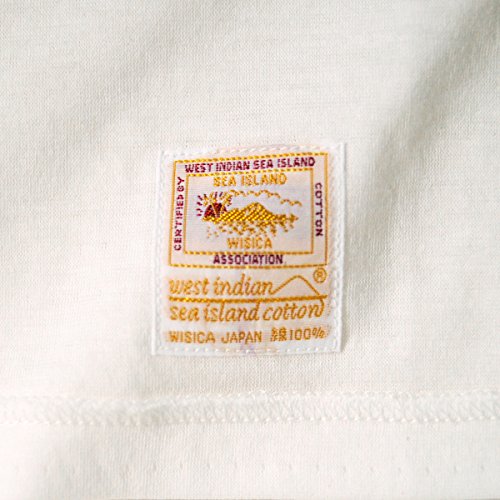 WEST INDIAN SEA ISLAND
CERTIFIED BY
SEA ISLAND
WISICA
COTTON
ASSOCIATION
west indian ®
sea island cotton
WISICA JAPAN 綿100%